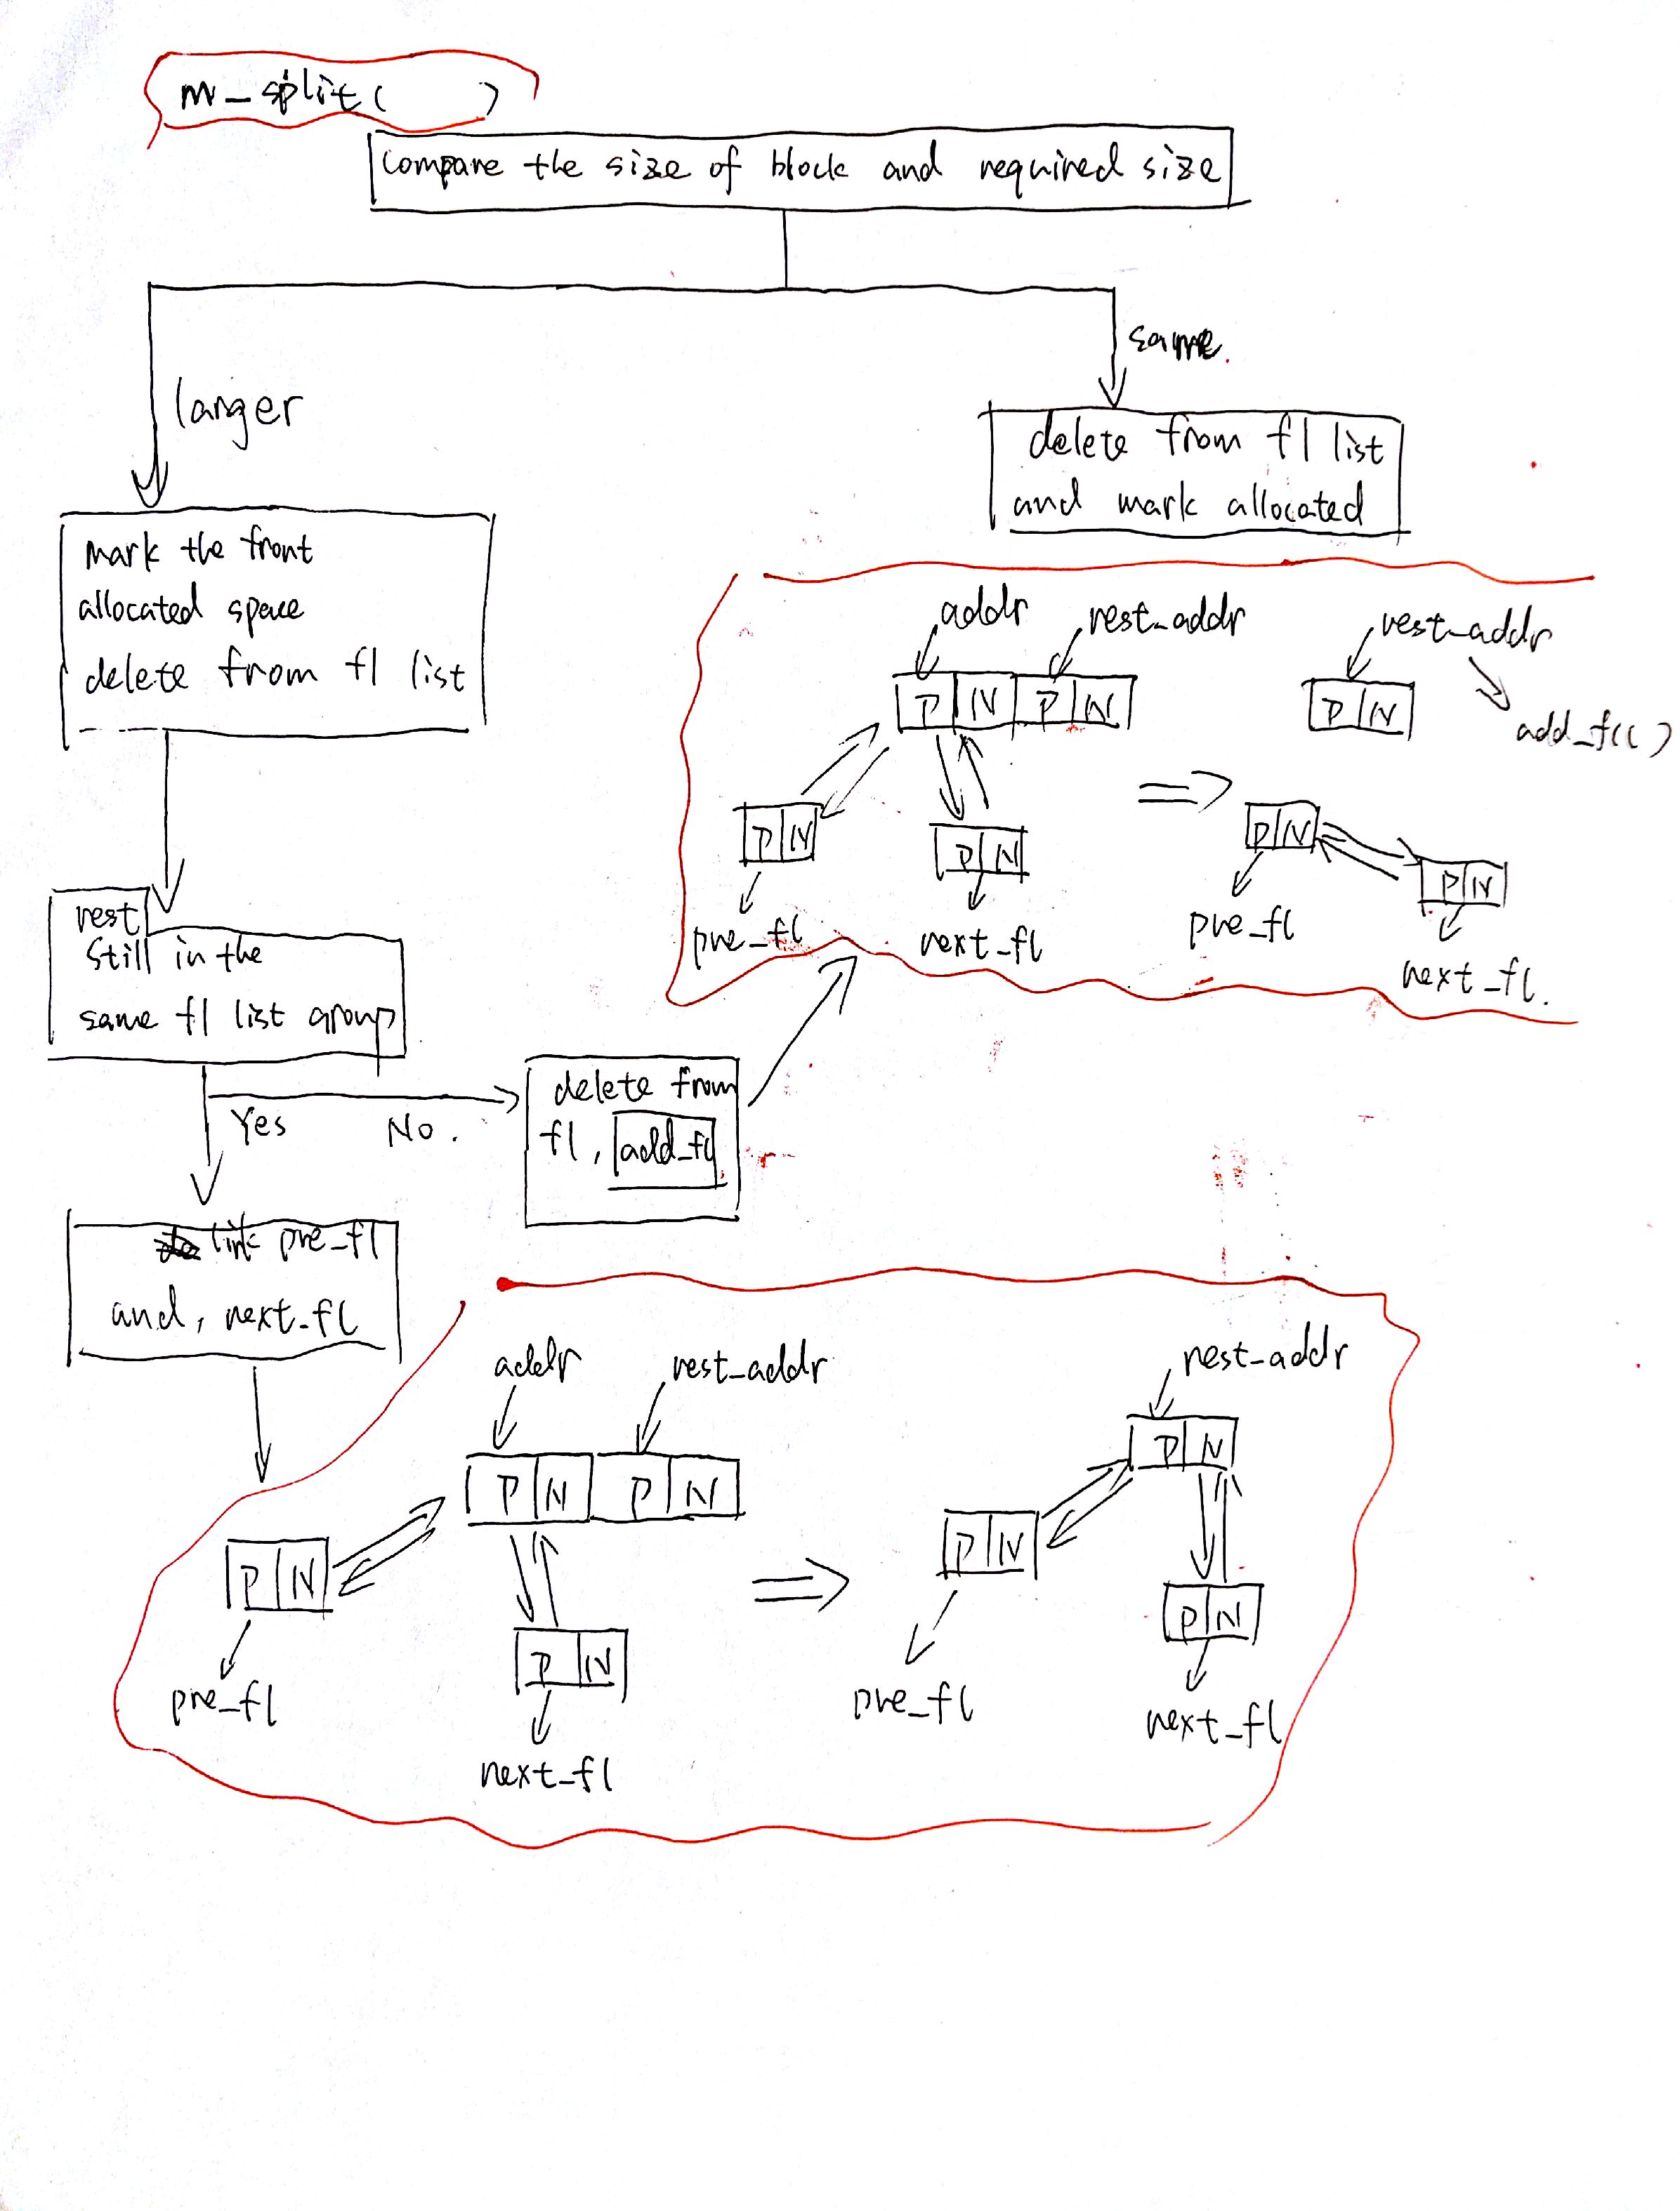 m_split( )
compare the size of block and required size
larger
same.
delete from fl list
and mark allocated
mark the front
allocated space
delete from fl list
addr
rest_addr
P N P N
P N
pre_fl
P N
next_fl
rest_addr
P N
add_fl()
P N
pre_fl
P N
next_fl.
rest
Still in the
same fl list group
Yes
No.
delete from
fl, add_fl
link pre_fl
and, next_fl
addr
rest_addr
P N P N
P N
pre_fl
P N
next_fl
rest_addr
P N
P N
pre_fl
P N
next_fl